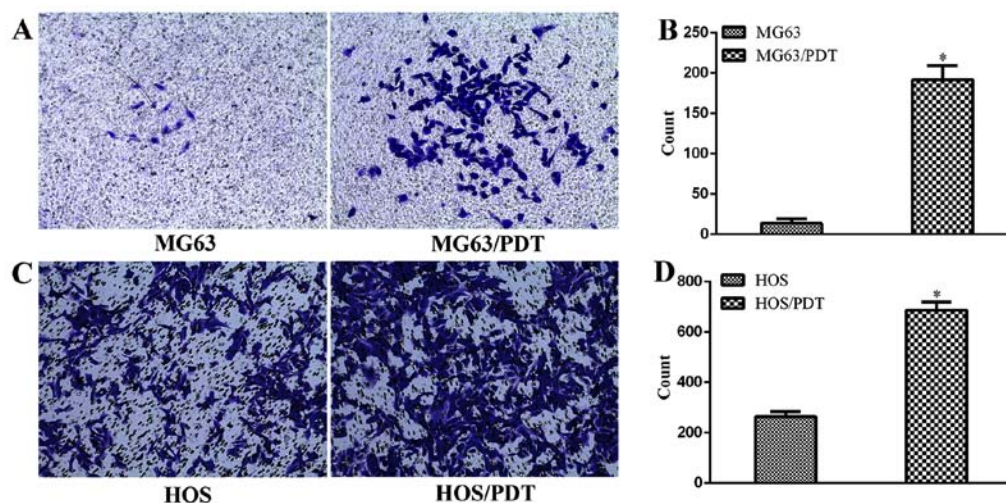 A
MG63
MG63/PDT
B
MG63
MG63/PDT
Count
250
200
150
100
50
0
*
C
HOS
HOS/PDT
D
HOS
HOS/PDT
Count
800
600
400
200
0
*